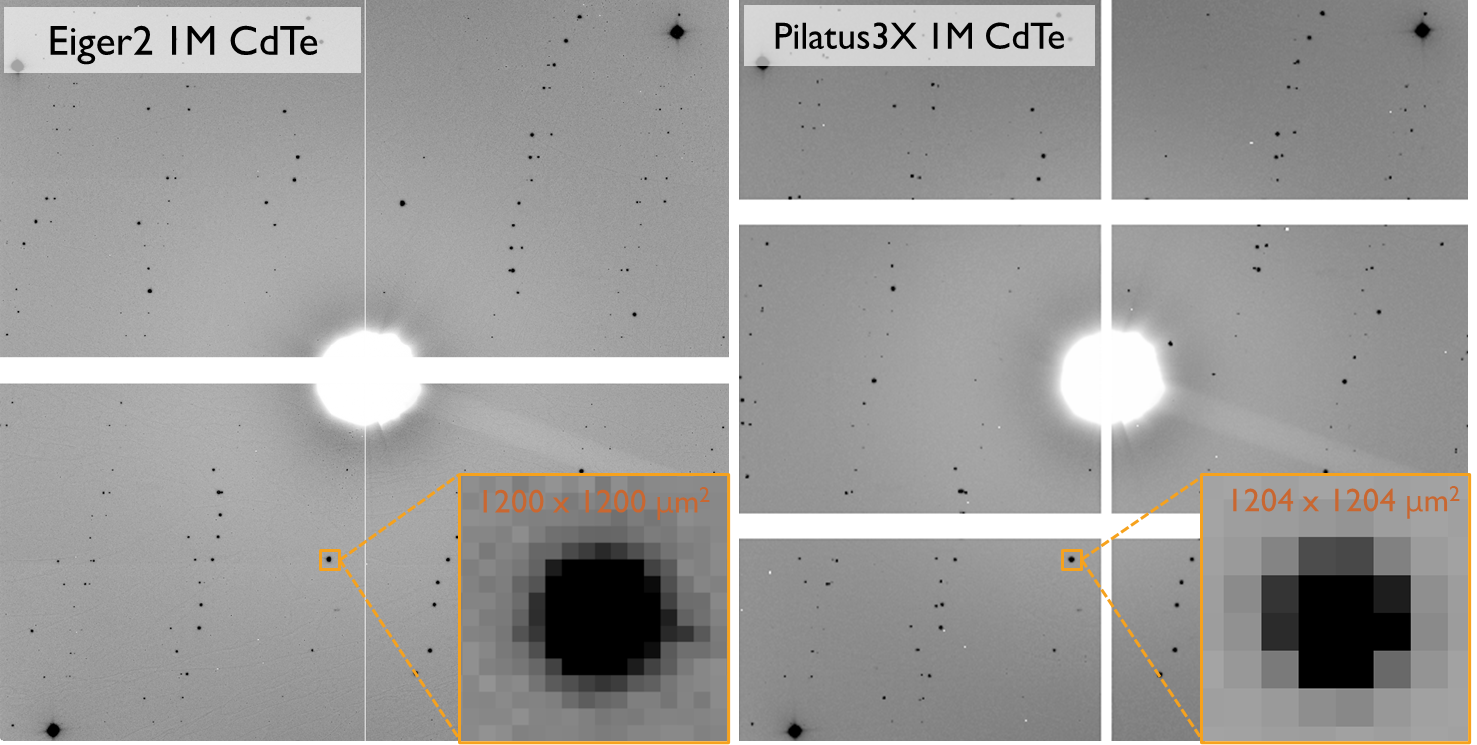 Eiger2 1M CdTe
Pilatus3X 1M CdTe
1200 x 1200 µm²
1204 x 1204 µm²